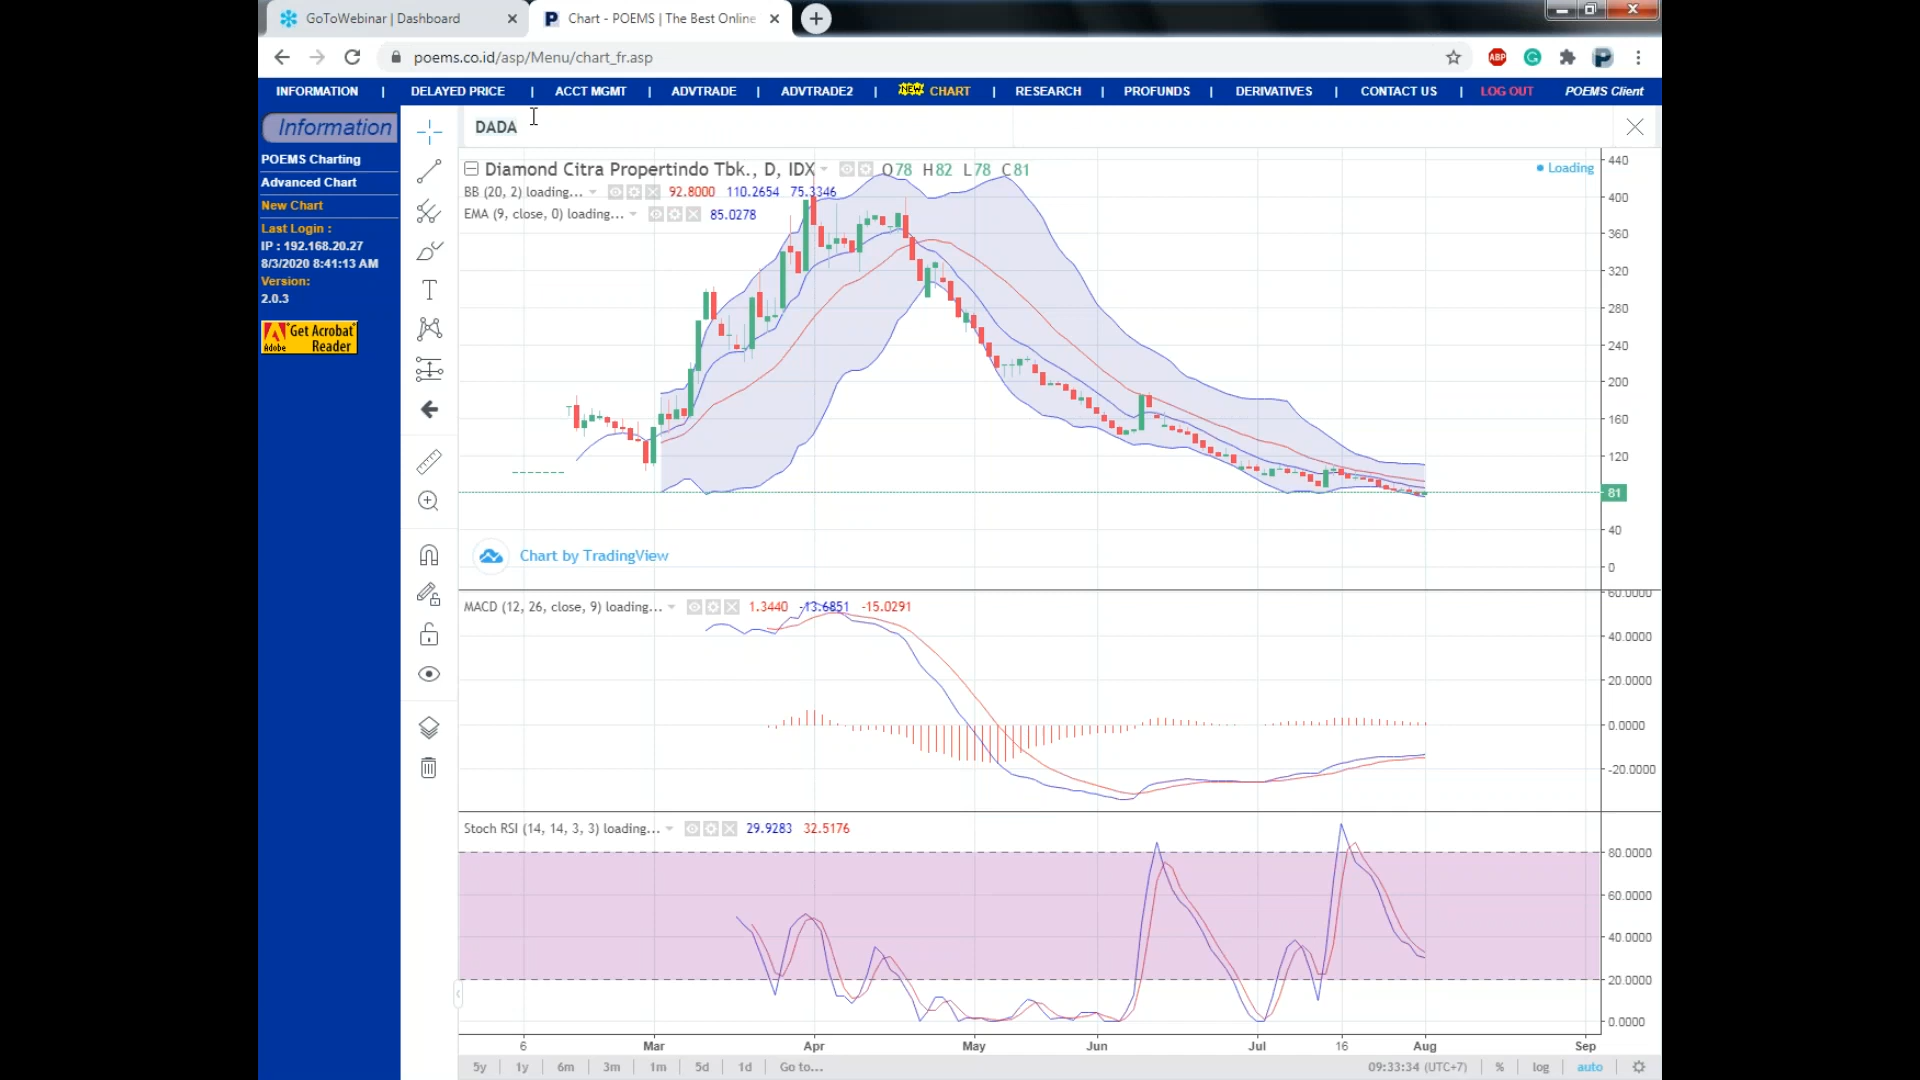 GoToWebinar | Dashboard
Chart - POEMS | The Best Online
poems.co.id/asp/Menu/chart_fr.asp
ABP
INFORMATION | DELAYED PRICE | ACCT MGMT | ADVTRADE | ADVTRADE2 | NEW CHART | RESEARCH | PROFUNDS | DERIVATIVES | CONTACT US | LOG OUT POEMS Client
Information
POEMS Charting
Advanced Chart
New Chart
Last Login :
IP : 192.168.20.27
8/3/2020 8:41:13 AM
Version:
2.0.3
Get Acrobat
Adobe Reader
DADA
Diamond Citra Propertindo Tbk., D, IDX O78 H82 L78 C81
Loading
BB (20, 2) loading... 92.8000 110.2654 75.3346
EMA (9, close, 0) loading... 85.0278
440
400
360
320
280
240
200
160
120
81
40
0
Chart by TradingView
MACD (12, 26, close, 9) loading... 1.3440 -13.6851 -15.0291
60.0000
40.0000
20.0000
0.0000
-20.0000
Stoch RSI (14, 14, 3, 3) loading... 29.9283 32.5176
80.0000
60.0000
40.0000
20.0000
0.0000
6 Mar Apr May Jun Jul 16 Aug Sep
5y 1y 6m 3m 1m 5d 1d Go to... 09:33:34 (UTC+7) % log auto